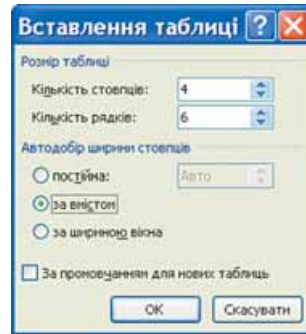 Вставлення таблиці
Розмір таблиці
Кількість стовпців: 4
Кількість рядків: 6
Автодобір ширини стовпців
постійна: Авто
за вмістом
за шириною вікна
За промовчанням для нових таблиць
ОК Скасувати